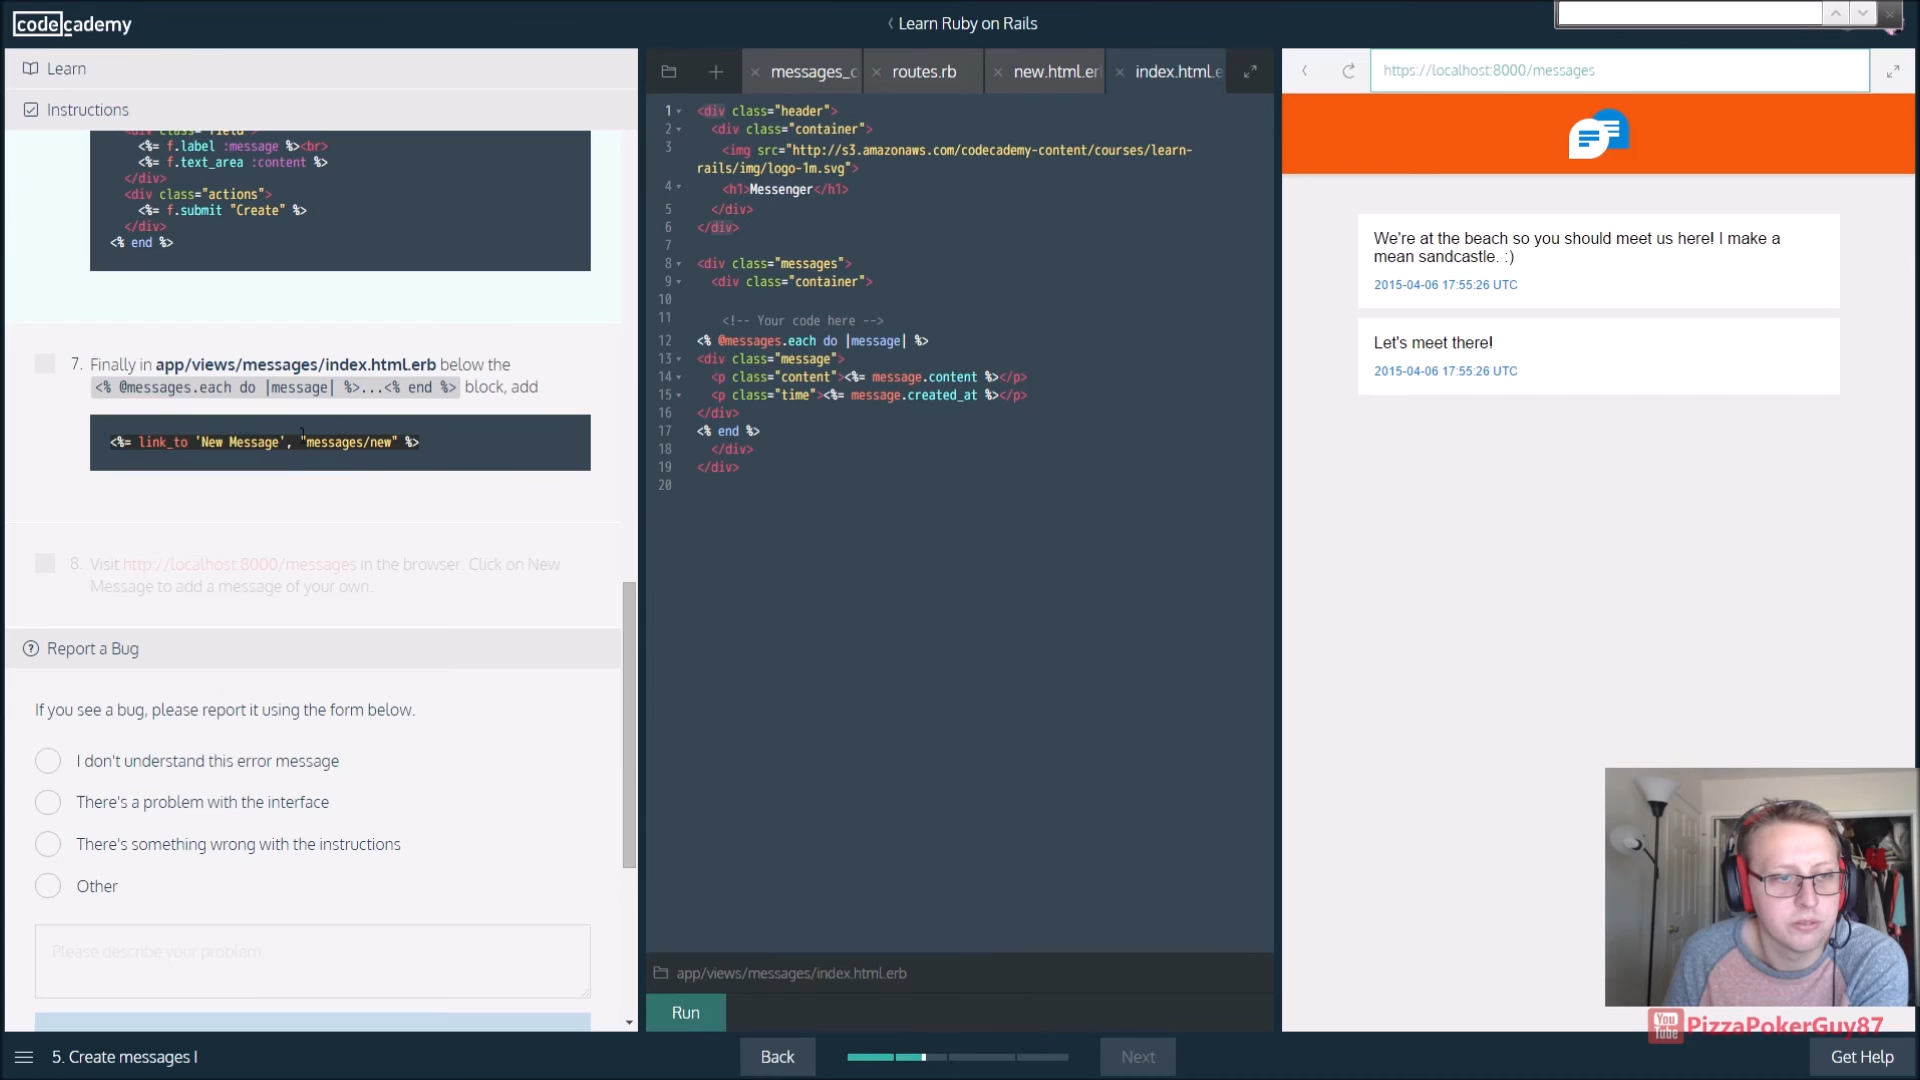 codecademy
Learn Ruby on Rails
Learn
Instructions
<div class="field">
<%= f.label :message %><br>
<%= f.text_area :content %>
</div>
<div class="actions">
<%= f.submit "Create" %>
</div>
<% end %>
7. Finally in app/views/messages/index.html.erb below the
<% @messages.each do |message| %>...<% end %> block, add
<%= link_to 'New Message', "messages/new" %>
8. Visit http://localhost:8000/messages in the browser. Click on New
Message to add a message of your own.
Report a Bug
If you see a bug, please report it using the form below.
I don't understand this error message
There's a problem with the interface
There's something wrong with the instructions
Other
Please describe your problem
messages_c
routes.rb
new.html.er
index.html.e
1 <div class="header">
2 <div class="container">
3 <img src="http://s3.amazonaws.com/codecademy-content/courses/learn-
rails/img/logo-1m.svg">
4 <h1>Messenger</h1>
5 </div>
6 </div>
7
8 <div class="messages">
9 <div class="container">
10
11 <!-- Your code here -->
12 <% @messages.each do |message| %>
13 <div class="message">
14 <p class="content"><%= message.content %></p>
15 <p class="time"><%= message.created_at %></p>
16 </div>
17 <% end %>
18 </div>
19 </div>
20
app/views/messages/index.html.erb
Run
https://localhost:8000/messages
We're at the beach so you should meet us here! I make a
mean sandcastle. :)
2015-04-06 17:55:26 UTC
Let's meet there!
2015-04-06 17:55:26 UTC
You
Tube
PizzaPokerGuy87
5. Create messages I
Back
Next
Get Help